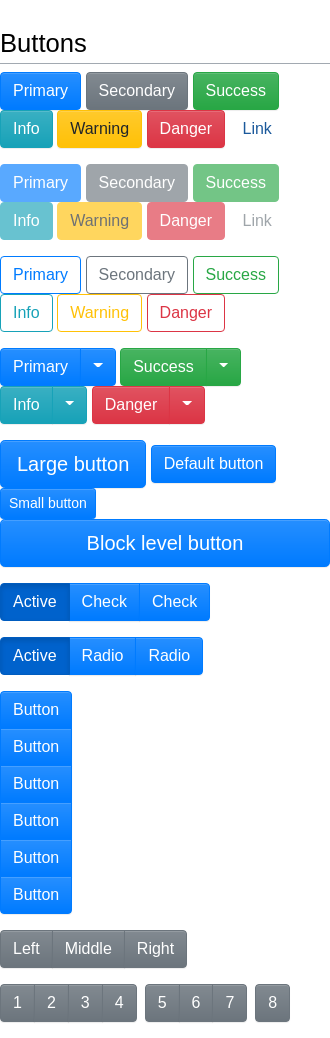 Buttons
Primary Secondary Success
Info Warning Danger Link
Primary Secondary Success
Info Warning Danger Link
Primary Secondary Success
Info Warning Danger
Primary Success
Info Danger
Large button Default button
Small button
Block level button
Active Check Check
Active Radio Radio
Button
Button
Button
Button
Button
Button
Left Middle Right
1 2 3 4 5 6 7 8